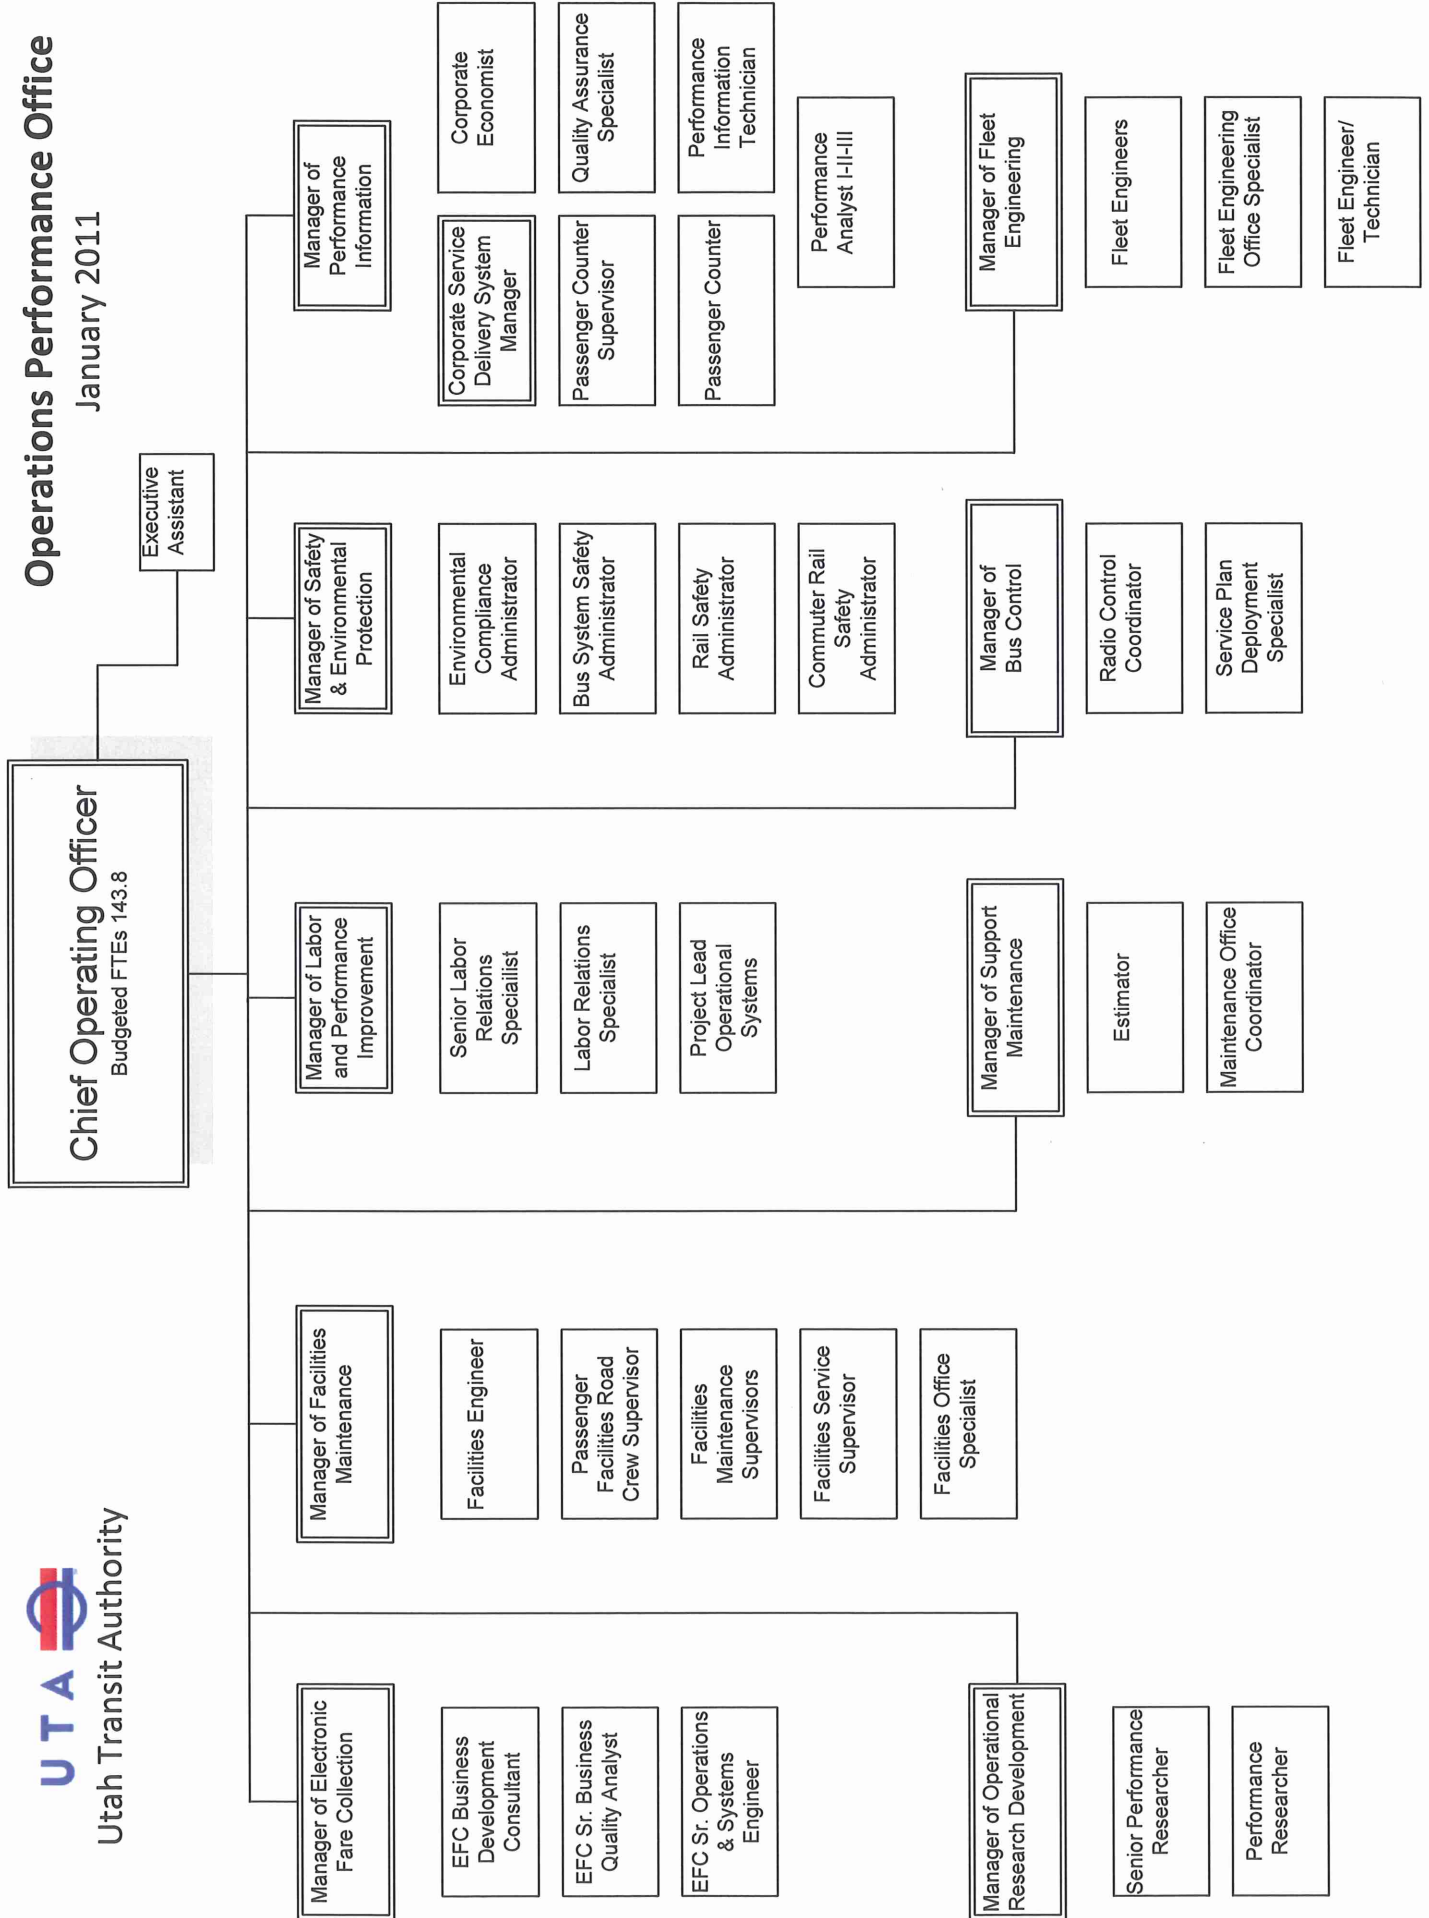 UTA
Utah Transit Authority
Operations Performance Office
January 2011
Chief Operating Officer
Budgeted FTEs 143.8
Executive
Assistant
Manager of Electronic
Fare Collection
EFC Business
Development
Consultant
EFC Sr. Business
Quality Analyst
EFC Sr. Operations
& Systems
Engineer
Manager of Facilities
Maintenance
Facilities Engineer
Passenger
Facilities Road
Crew Supervisor
Facilities
Maintenance
Supervisors
Facilities Service
Supervisor
Facilities Office
Specialist
Manager of Labor
and Performance
Improvement
Senior Labor
Relations
Speciailist
Labor Relations
Specialist
Project Lead
Operational
Systems
Manager of Safety
& Environmental
Protection
Environmental
Compliance
Administrator
Bus System Safety
Administrator
Rail Safety
Administrator
Commuter Rail
Safety
Administrator
Manager of
Performance
Information
Corporate Service
Delivery System
Manager
Corporate
Economist
Passenger Counter
Supervisor
Quality Assurance
Specialist
Passenger Counter
Performance
Information
Technician
Performance
Analyst I-II-III
Manager of Operational
Research Development
Senior Performance
Researcher
Performance
Researcher
Manager of Support
Maintenance
Estimator
Maintenance Office
Coordinator
Manager of
Bus Control
Radio Control
Coordinator
Service Plan
Deployment
Specialist
Manager of Fleet
Engineering
Fleet Engineers
Fleet Engineering
Office Specialist
Fleet Engineer/
Technician